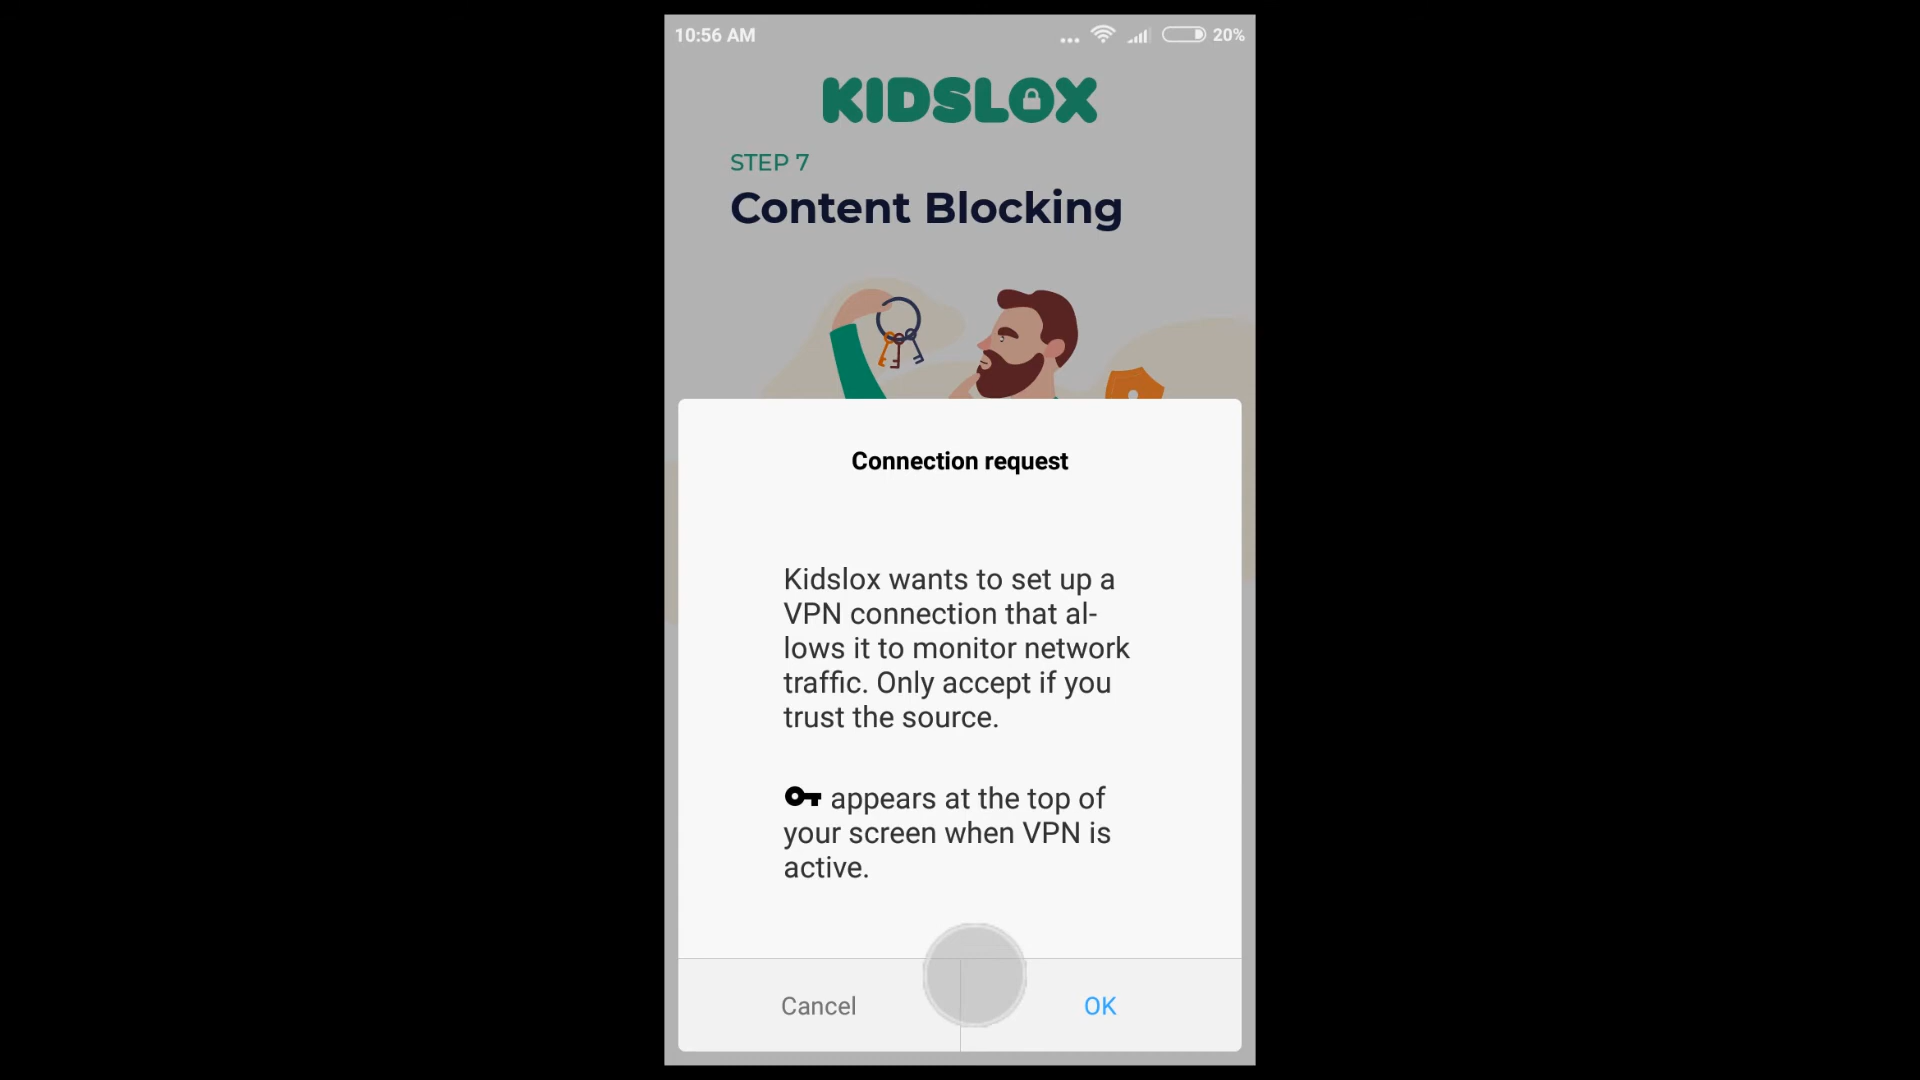 10:56 AM
20%
KIDSLOX
STEP 7
Content Blocking
Connection request
Kidslox wants to set up a
VPN connection that al-
lows it to monitor network
traffic. Only accept if you
trust the source.
appears at the top of
your screen when VPN is
active.
Cancel
OK